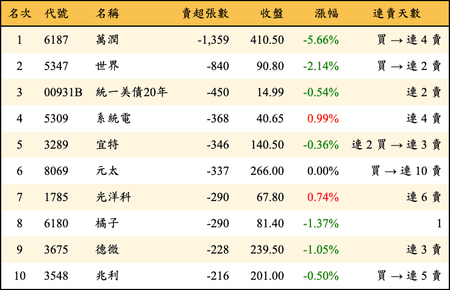 名次 代號 名稱 賣超張數 收盤 漲幅 連賣天數
1 6187 萬潤 -1,359 410.50 -5.66% 買→連 4 賣
2 5347 世界 -840 90.80 -2.14% 買→連 2 賣
3 00931B 統一美債20年 -450 14.99 -0.54% 連 2 賣
4 5309 系統電 -368 40.65 0.99% 連 4 賣
5 3289 宜特 -346 140.50 -0.36% 連 2 買→連 3 賣
6 8069 元太 -337 266.00 0.00% 買→連 10 賣
7 1785 光洋科 -290 67.80 0.74% 連 6 賣
8 6180 橘子 -290 81.40 -1.37% 1
9 3675 德微 -228 239.50 -1.05% 連 3 賣
10 3548 兆利 -216 201.00 -0.50% 買→連 5 賣